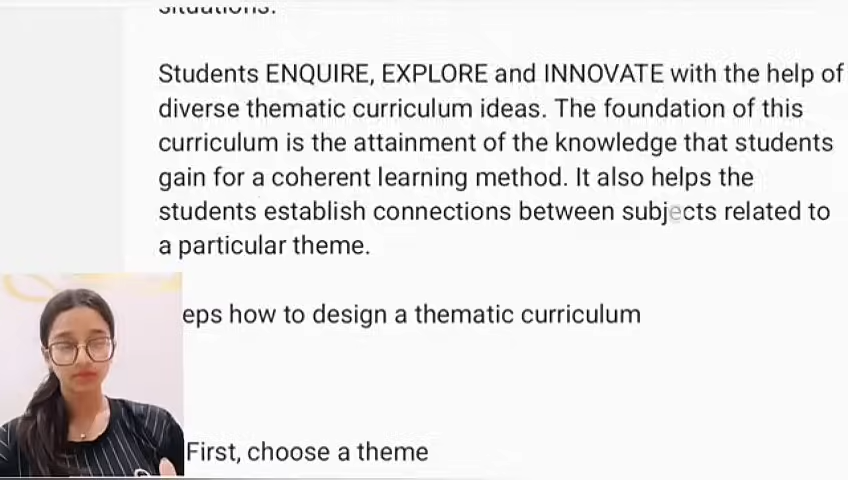 situations.
Students ENQUIRE, EXPLORE and INNOVATE with the help of
diverse thematic curriculum ideas. The foundation of this
curriculum is the attainment of the knowledge that students
gain for a coherent learning method. It also helps the
students establish connections between subjects related to
a particular theme.
eps how to design a thematic curriculum
First, choose a theme